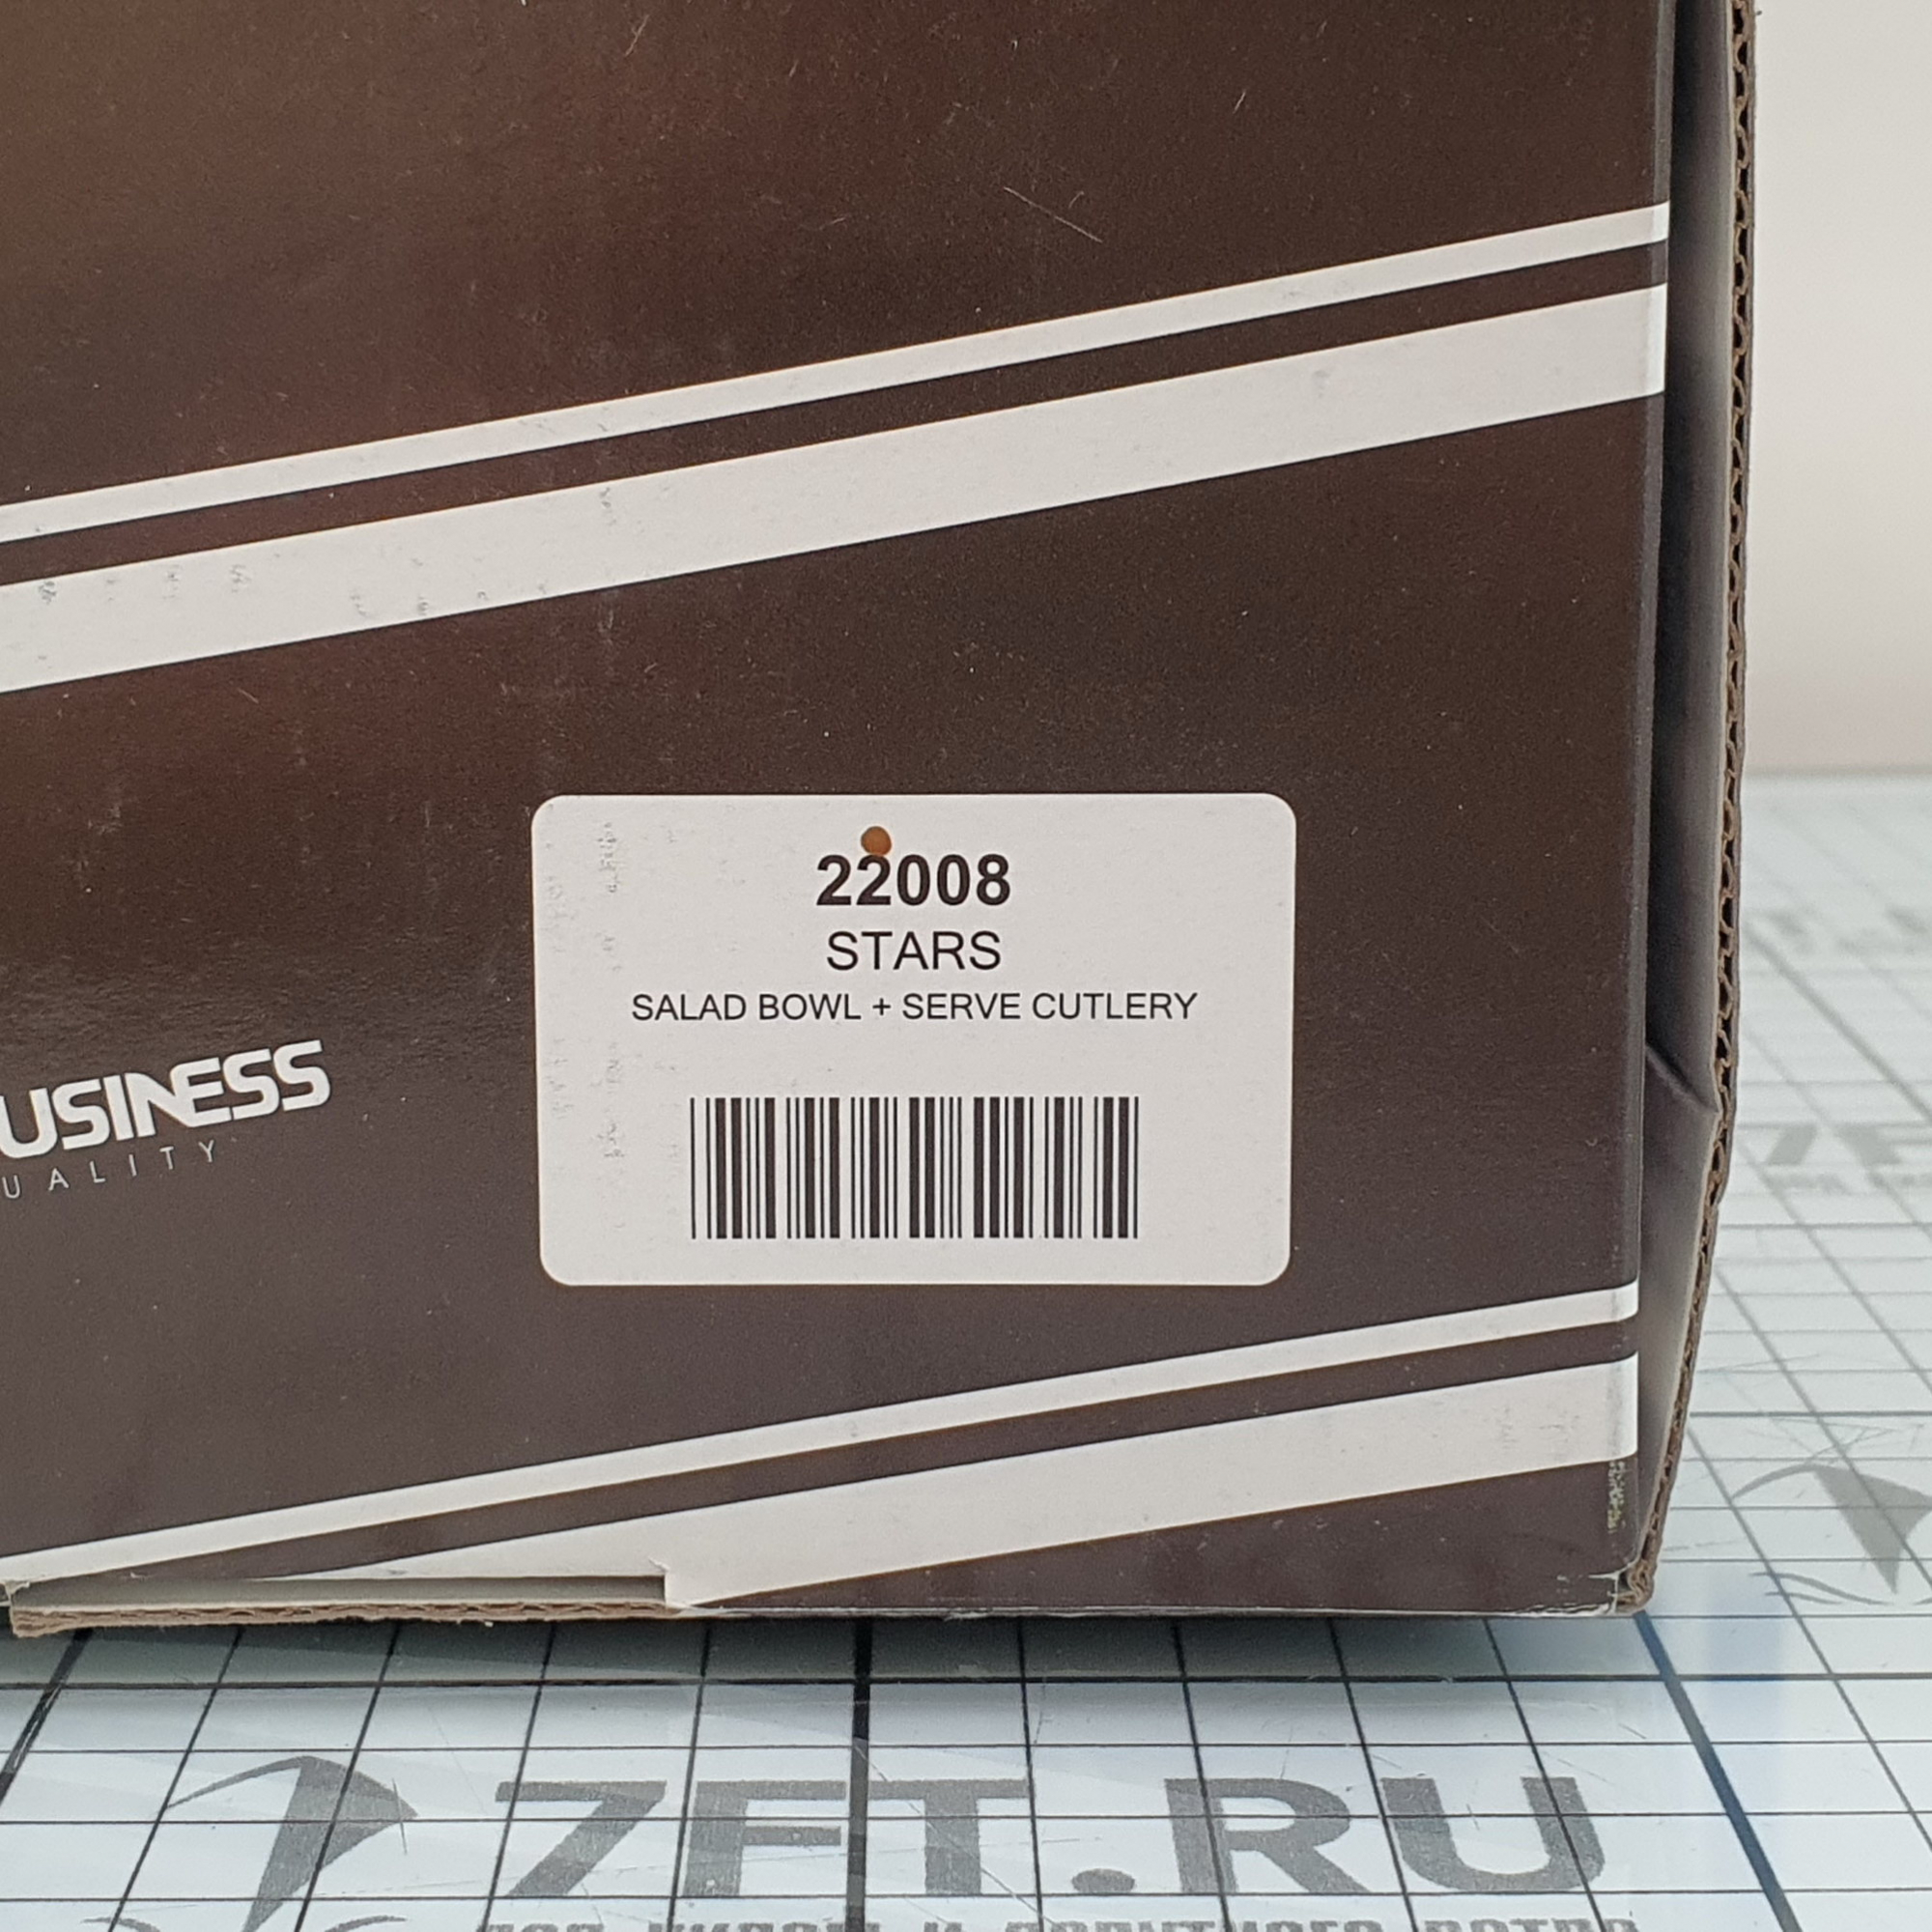 22008
STARS
SALAD BOWL + SERVE CUTLERY
USINESS
UALITY
7FT.RU